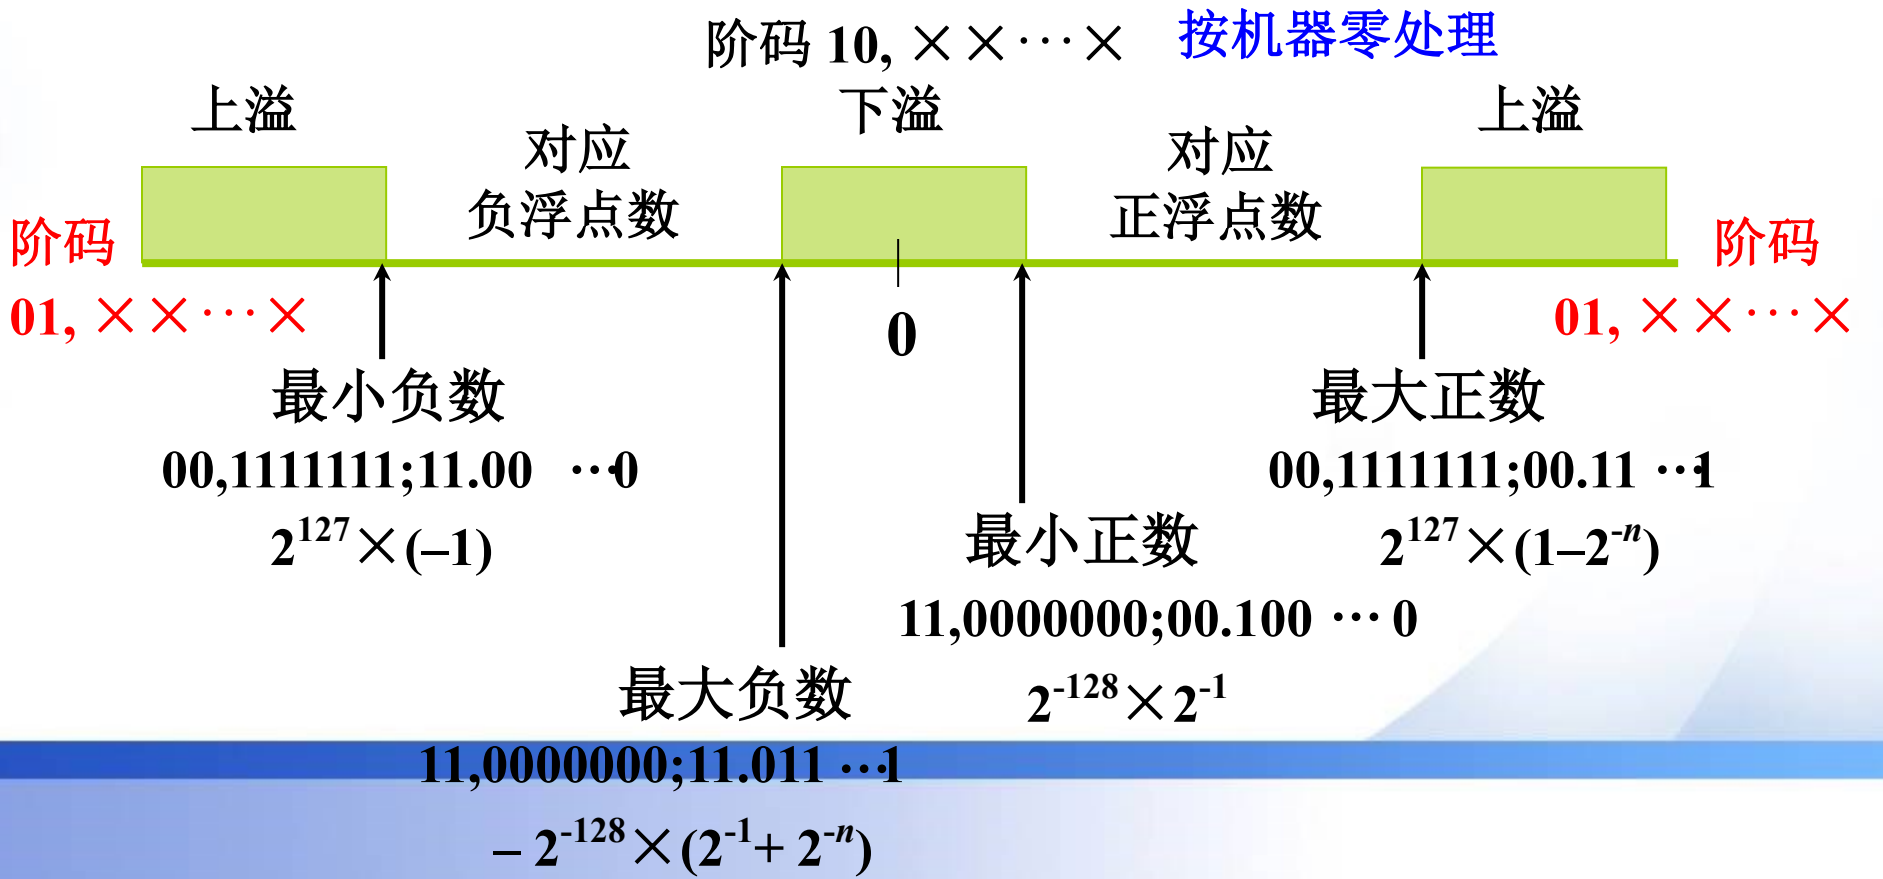 阶码 10, ××···× 按机器零处理
上溢 下溢 上溢
对应 对应
负浮点数 正浮点数
阶码 阶码
01, ××···× 01, ××···×
0
最小负数 最大正数
00,1111111;11.00 ···0 00,1111111;00.11 ···1
2^127×(–1) 2^127×(1–2^-n)
最小正数
11,0000000;00.100 ··· 0
最大负数 2^-128×2^-1
11,0000000;11.011 ···1
– 2^-128×(2^-1+ 2^-n)